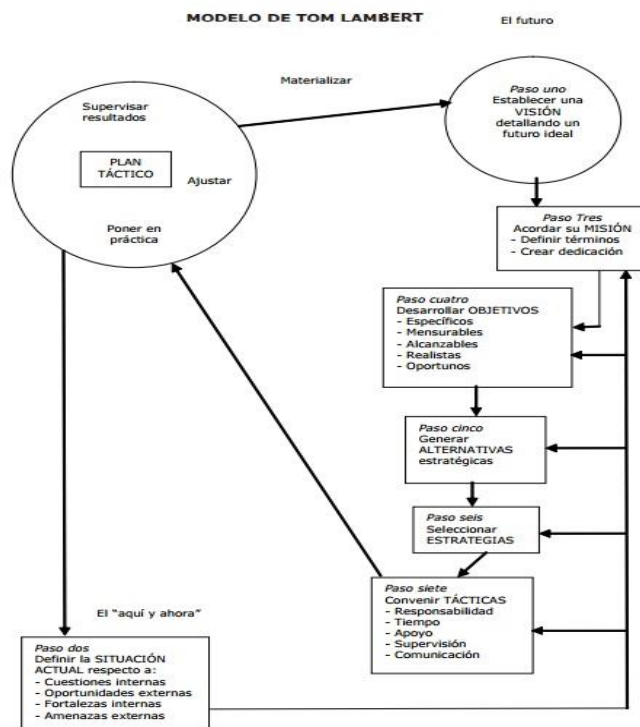 MODELO DE TOM LAMBERT
El futuro
Materializar
Supervisar
resultados
PLAN
TÁCTICO
Ajustar
Poner en
práctica
Paso uno
Establecer una
VISIÓN
detallando un
futuro ideal
Paso Tres
Acordar su MISIÓN
- Definir términos
- Crear dedicación
Paso cuatro
Desarrollar OBJETIVOS
- Específicos
- Mensurables
- Alcanzables
- Realistas
- Oportunos
Paso cinco
Generar
ALTERNATIVAS
estratégicas
Paso seis
Seleccionar
ESTRATEGIAS
Paso siete
Convenir TÁCTICAS
- Responsabilidad
- Tiempo
- Apoyo
- Supervisión
- Comunicación
El “aquí y ahora”
Paso dos
Definir la SITUACIÓN
ACTUAL respecto a:
- Cuestiones internas
- Oportunidades externas
- Fortalezas internas
- Amenazas externas